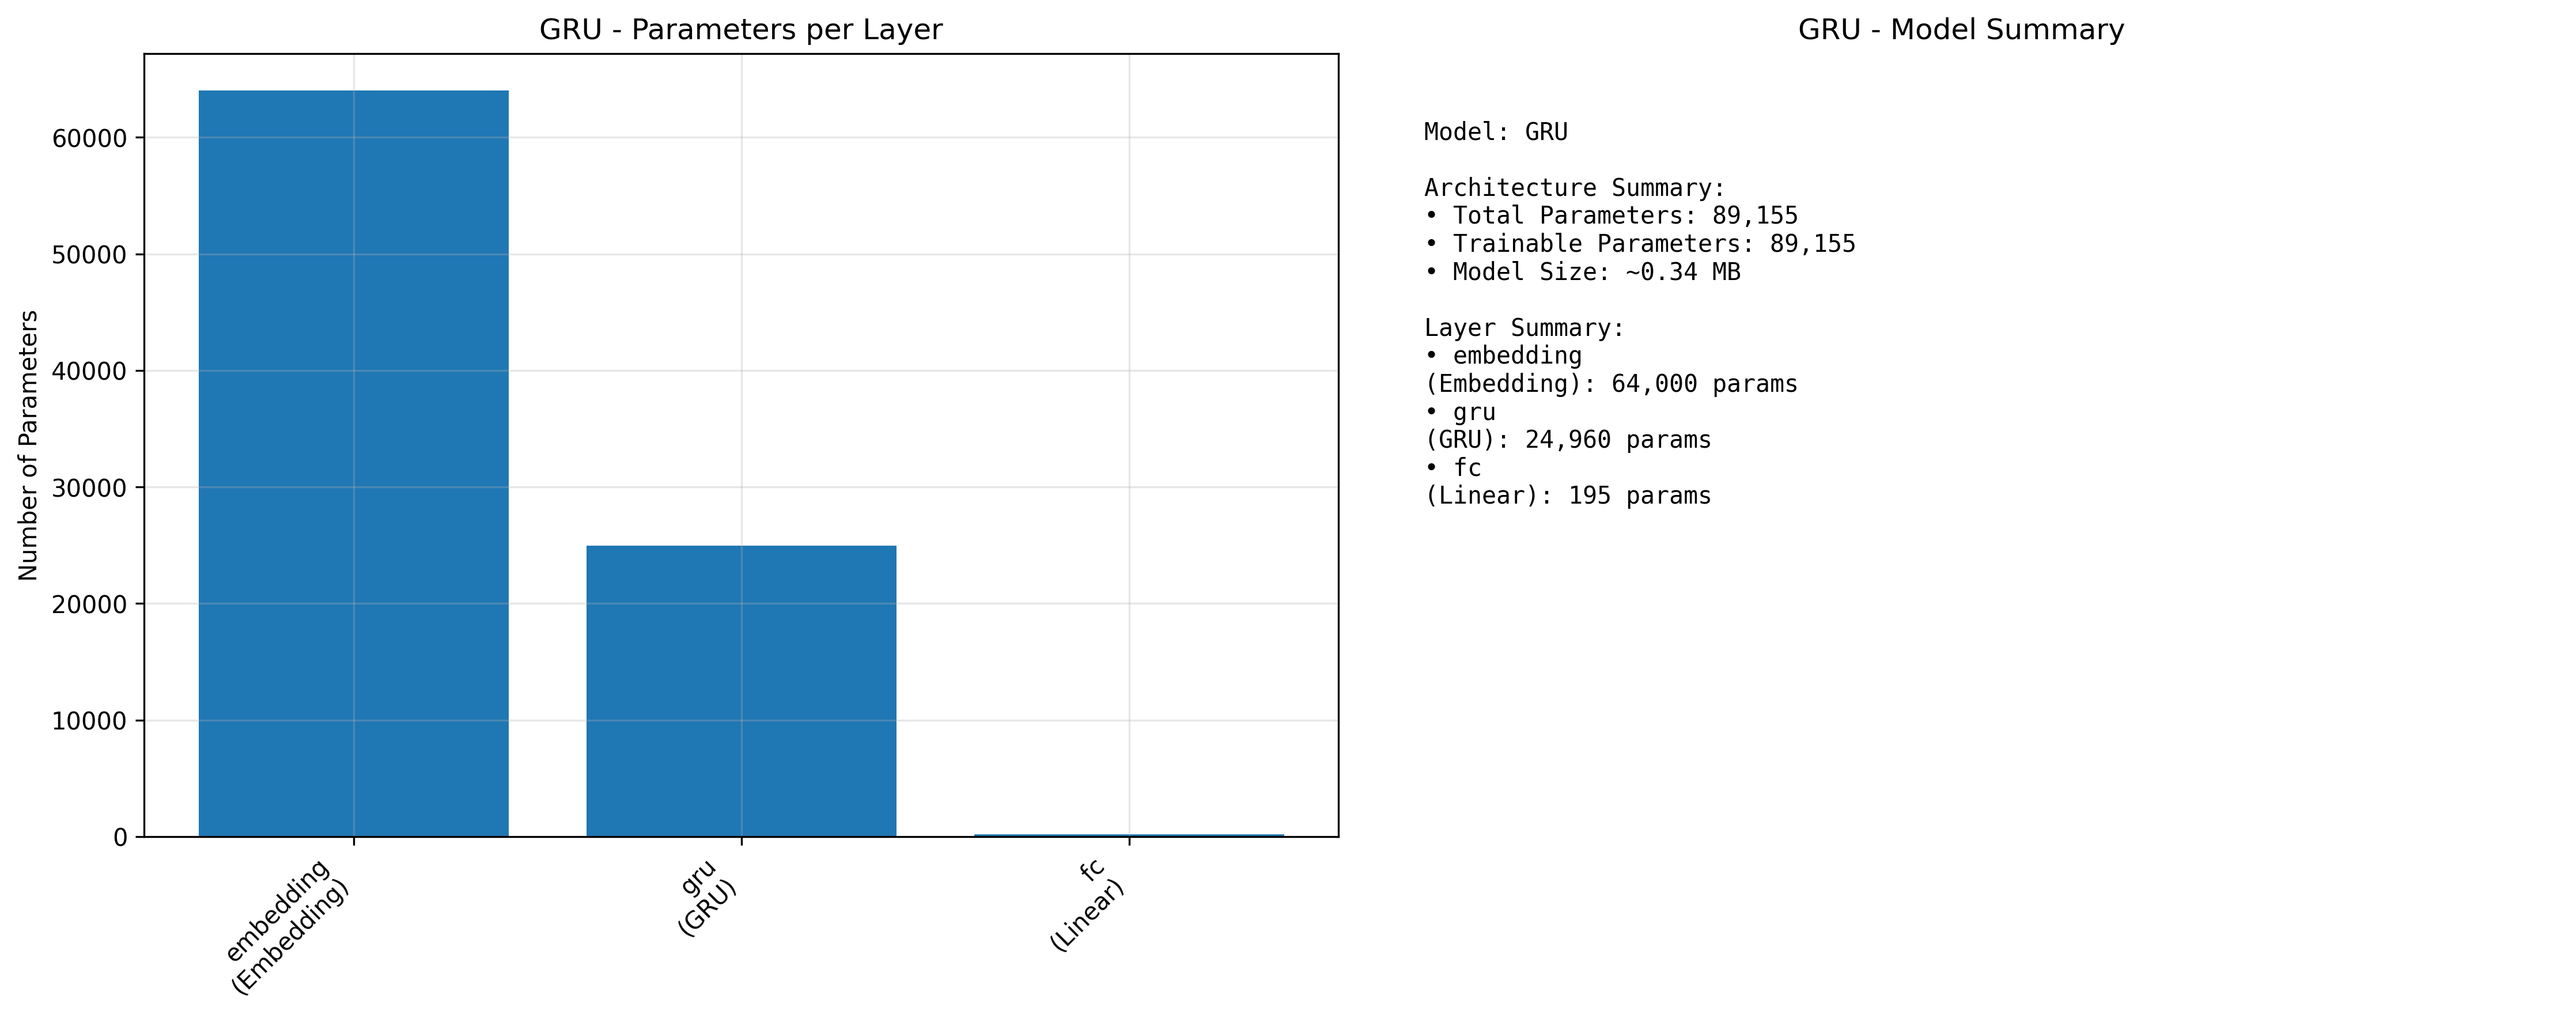 GRU - Parameters per Layer
Number of Parameters
60000
50000
40000
30000
20000
10000
0
embedding
(Embedding)
gru
(GRU)
fc
(Linear)
GRU - Model Summary
Model: GRU
Architecture Summary:
• Total Parameters: 89,155
• Trainable Parameters: 89,155
• Model Size: ~0.34 MB
Layer Summary:
• embedding
(Embedding): 64,000 params
• gru
(GRU): 24,960 params
• fc
(Linear): 195 params